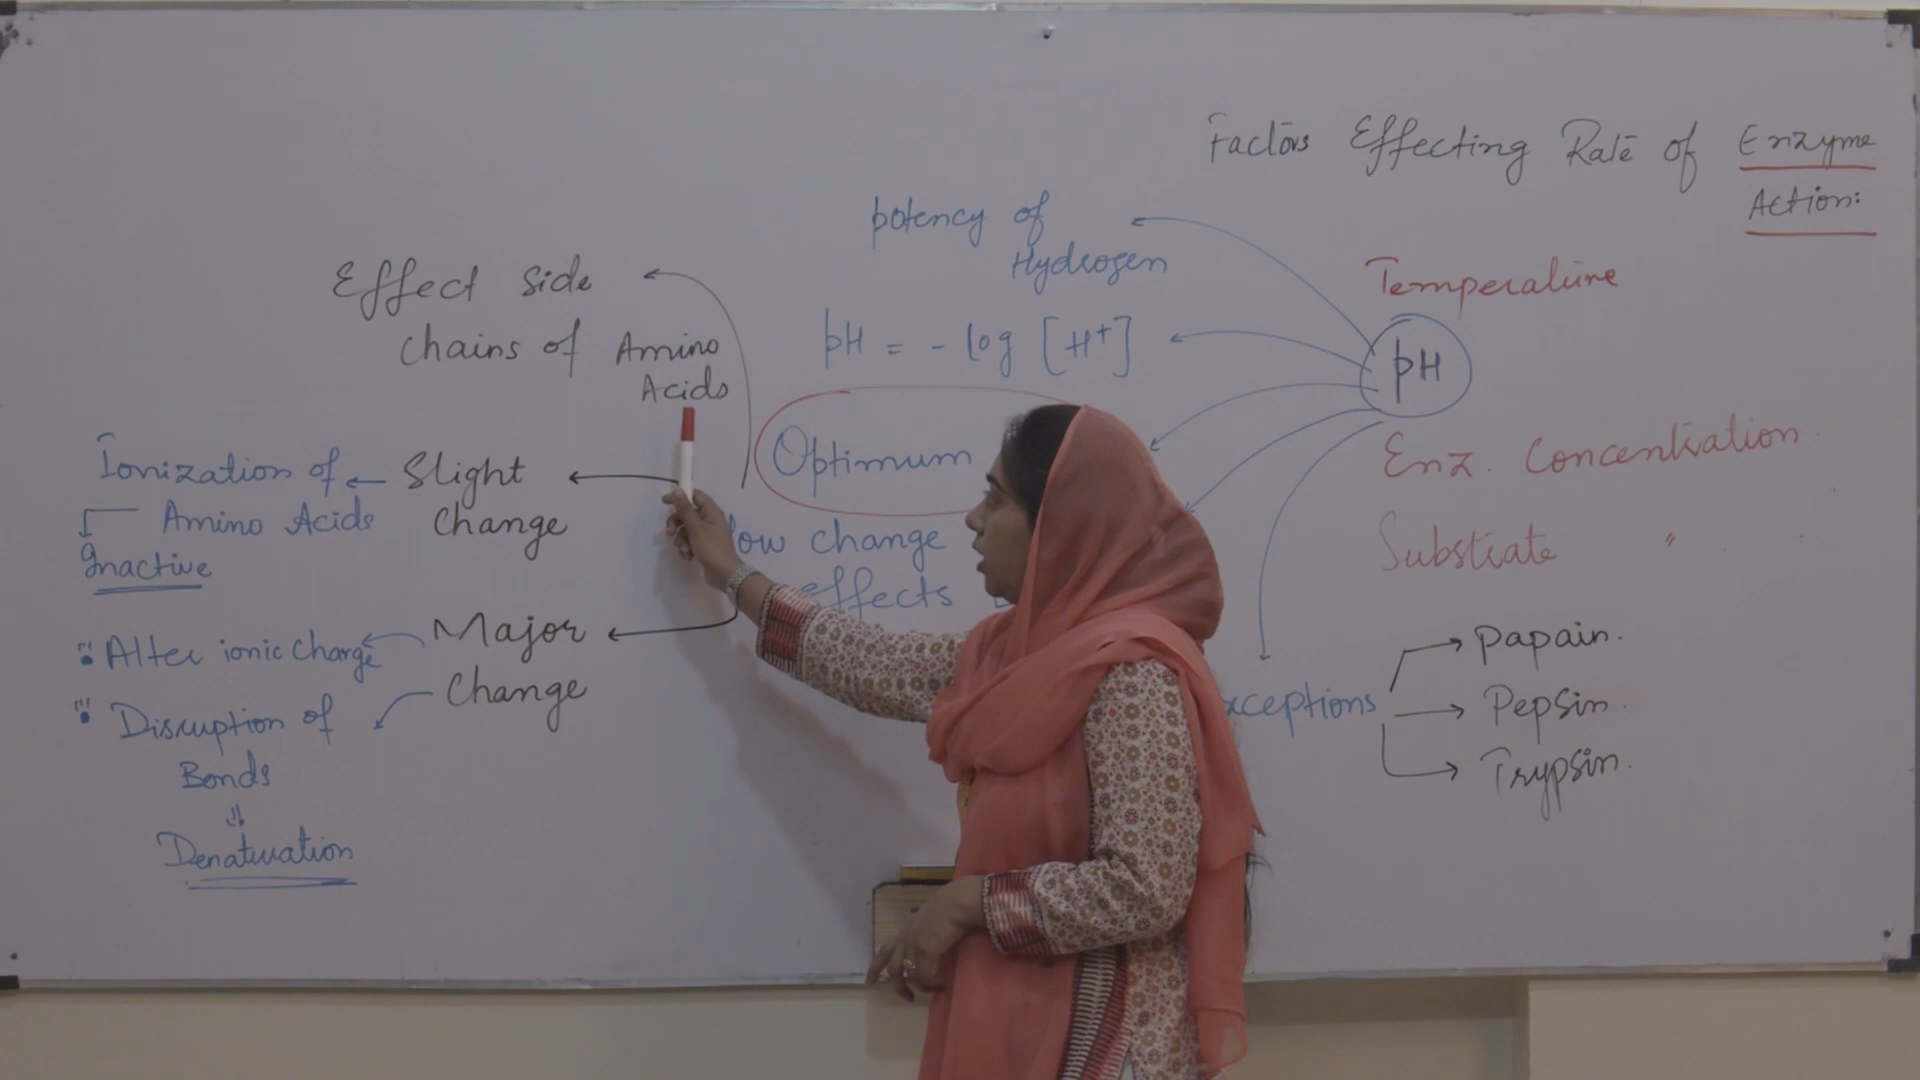 Factors Effecting Rate of Enzyme
Action:
Temperature
pH
Enz. Concentration
Substrate "
potency of
Hydrogen
pH = - log [H+]
Optimum
change
effects
Exceptions
Papain.
Pepsin.
Trypsin.
Effect side
chains of Amino
Acids
Slight
Change
Ionization of
Amino Acids
Inactive
Major
Change
Alter ionic Charge
Disruption of
Bonds
⇓
Denaturation